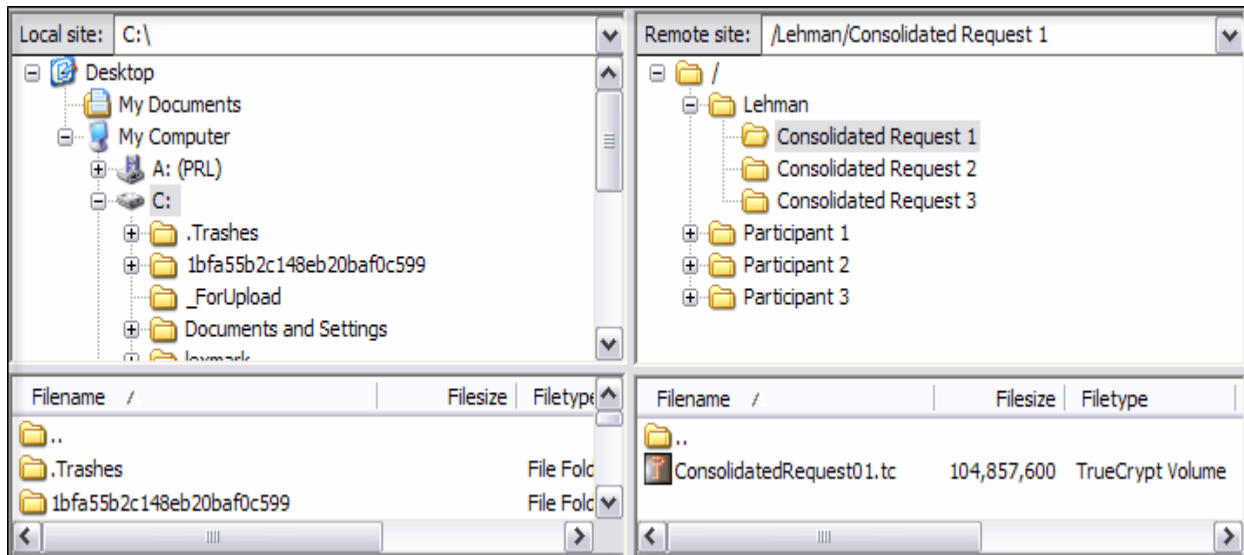 Local site: C:\
Desktop
My Documents
My Computer
A: (PRL)
C:
.Trashes
1bfa55b2c148eb20baf0c599
_ForUpload
Documents and Settings
lexmark
Filename / Filesize Filetype
..
.Trashes File Fold
1bfa55b2c148eb20baf0c599 File Fold
Remote site: /Lehman/Consolidated Request 1
/
Lehman
Consolidated Request 1
Consolidated Request 2
Consolidated Request 3
Participant 1
Participant 2
Participant 3
Filename / Filesize Filetype
..
ConsolidatedRequest01.tc 104,857,600 TrueCrypt Volume